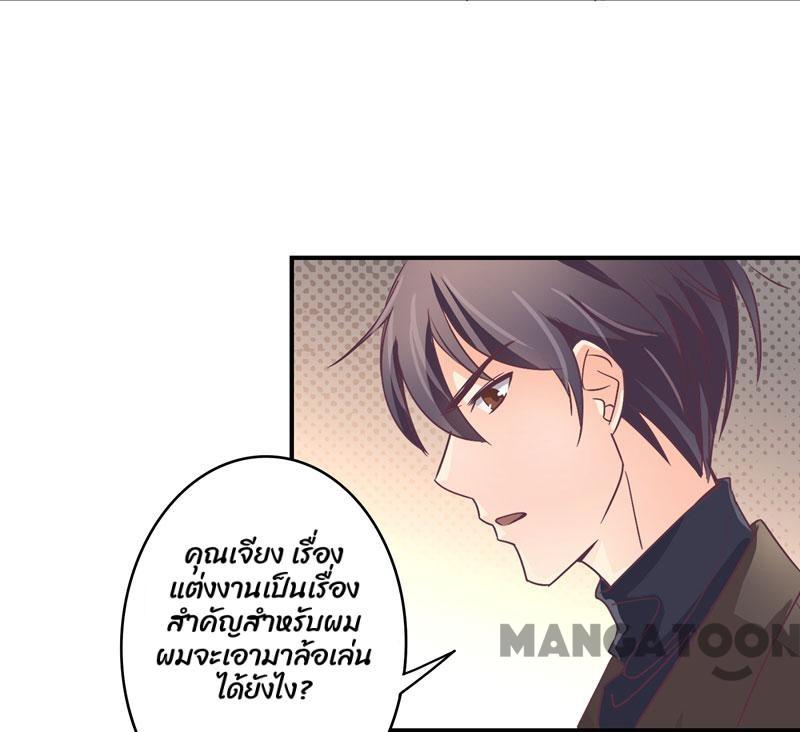 คุณเจียง เรื่อง
แต่งงานเป็นเรื่อง
สำคัญสำหรับผม
ผมจะเอามาล้อเล่น
ได้ยังไง?
MANGATOON